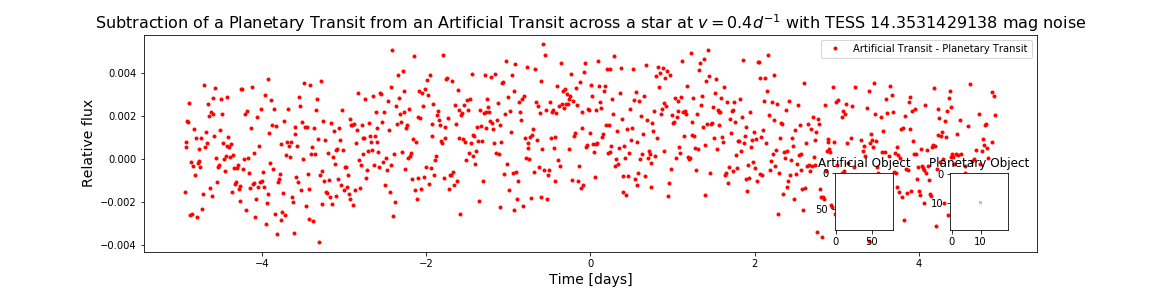 Subtraction of a Planetary Transit from an Artificial Transit across a star at v = 0.4d⁻¹ with TESS 14.3531429138 mag noise
Artificial Transit - Planetary Transit
Relative flux
0.004
0.002
0.000
−0.002
−0.004
Artificial Object
0
50
0 50
Planetary Object
0
10
0 10
−4 −2 0 2 4
Time [days]